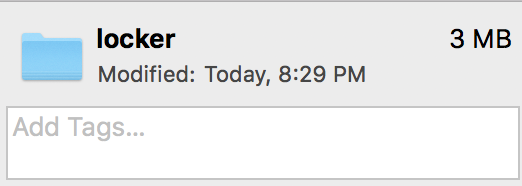 locker 3 MB
Modified: Today, 8:29 PM
Add Tags...